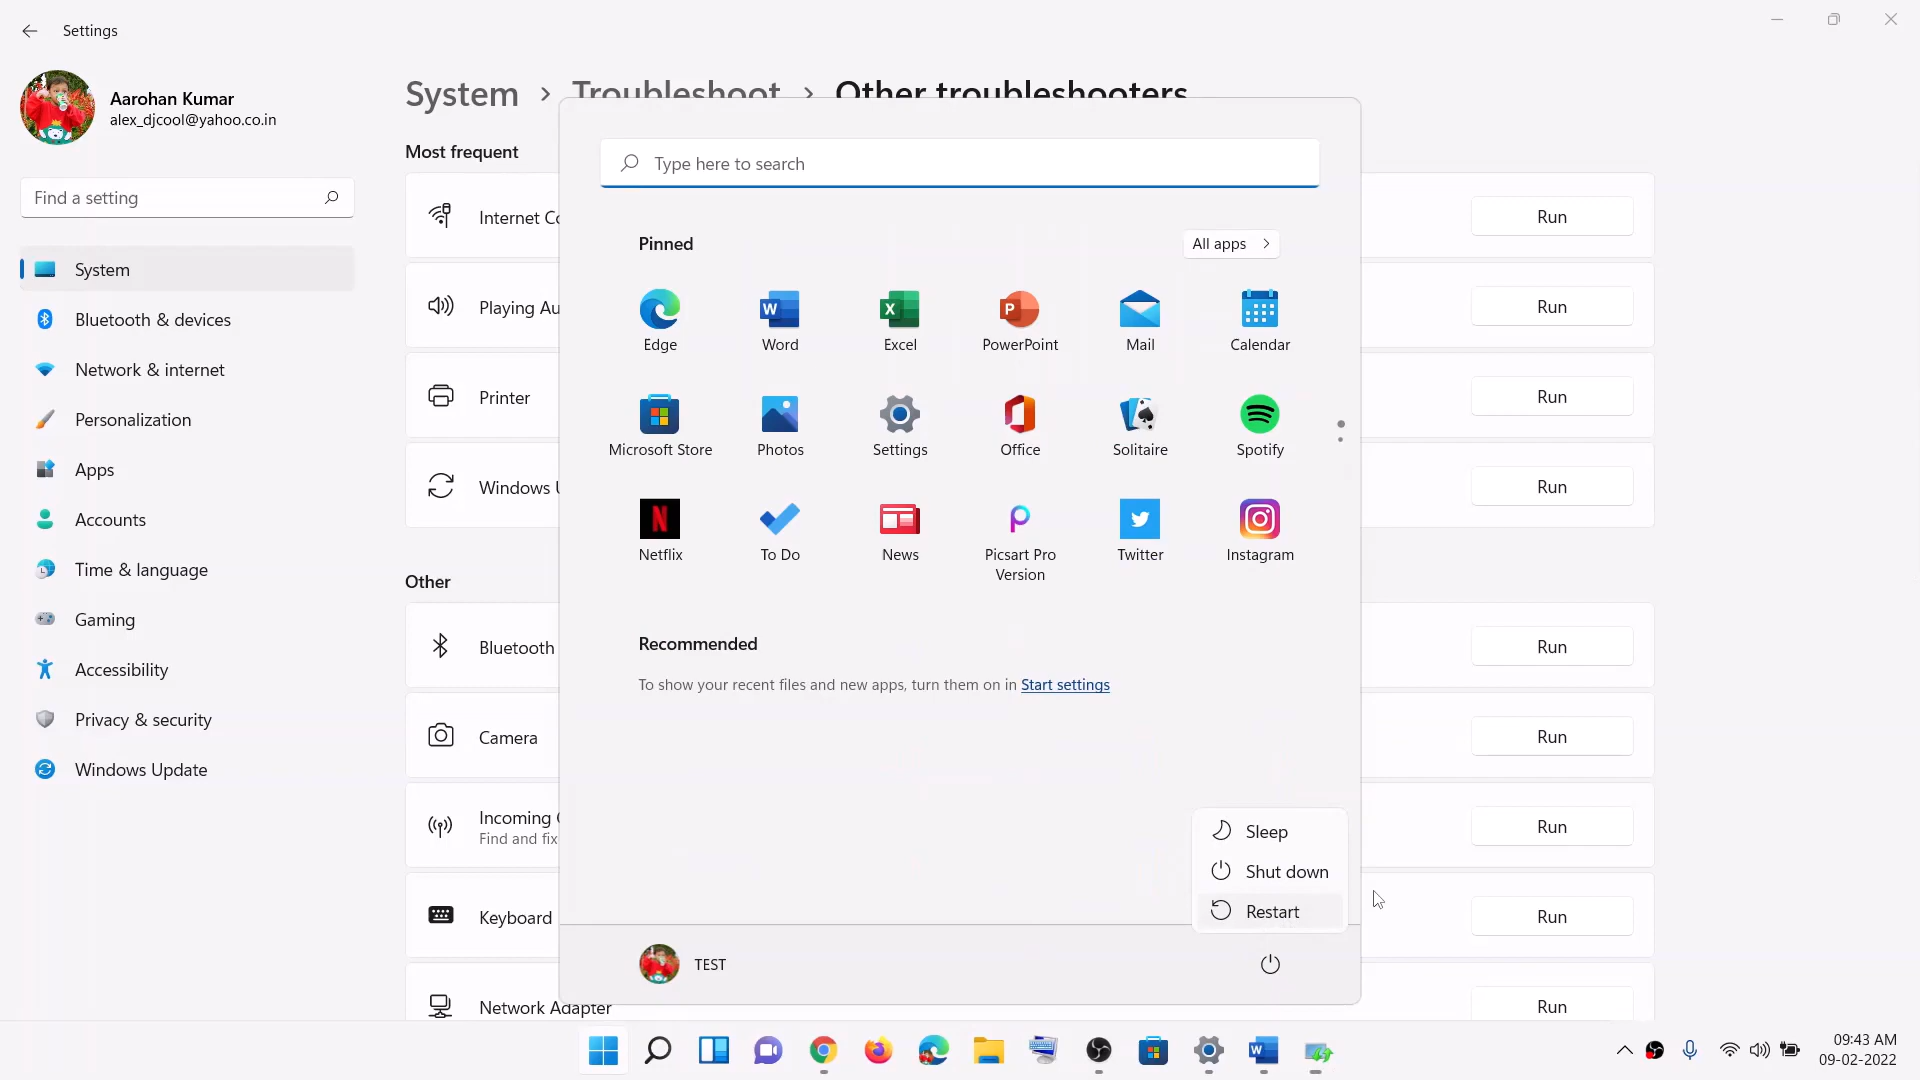 Settings
Aarohan Kumar
alex_djcool@yahoo.co.in
Find a setting
System
Bluetooth & devices
Network & internet
Personalization
Apps
Accounts
Time & language
Gaming
Accessibility
Privacy & security
Windows Update
System > Troubleshoot > Other troubleshooters
Most frequent
Internet Co
Run
Playing Au
Run
Printer
Run
Windows U
Run
Other
Bluetooth
Run
Camera
Run
Incoming C
Find and fix
Run
Keyboard
Run
Network Adapter
Run
Type here to search
Pinned
All apps >
Edge
Word
Excel
PowerPoint
Mail
Calendar
Microsoft Store
Photos
Settings
Office
Solitaire
Spotify
Netflix
To Do
News
Picsart Pro
Version
Twitter
Instagram
Recommended
To show your recent files and new apps, turn them on in Start settings
Sleep
Shut down
Restart
TEST
09:43 AM
09-02-2022